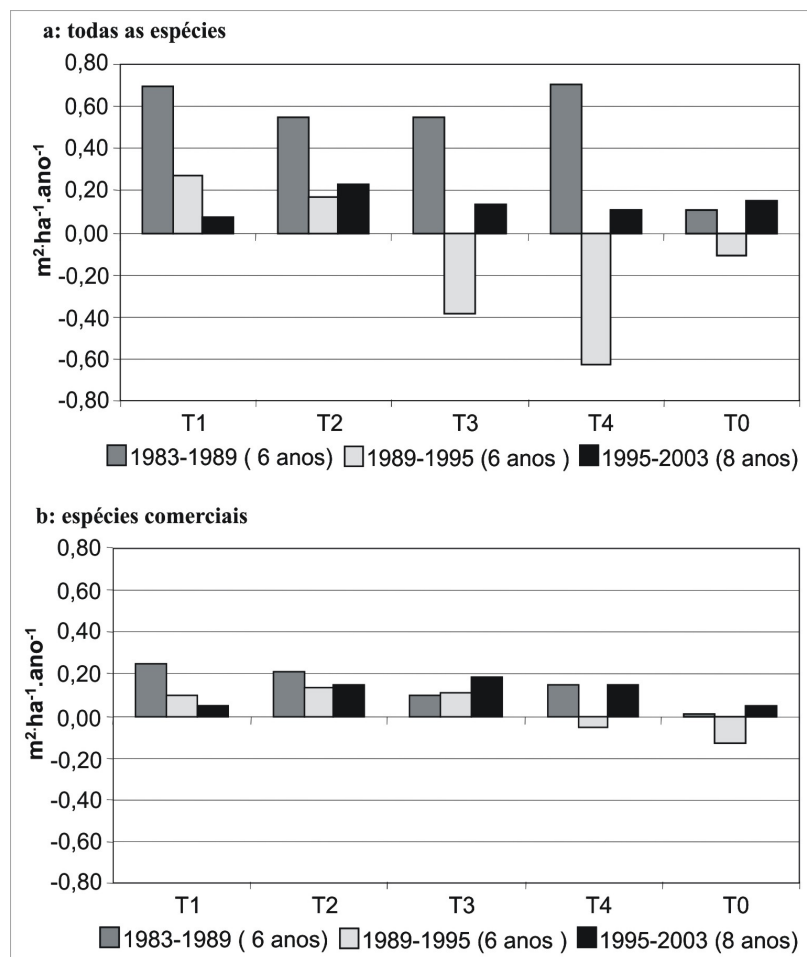 a: todas as espécies
0,80
0,60
0,40
0,20
0,00
-0,20
-0,40
-0,60
-0,80
m²·ha⁻¹.ano⁻¹
T1 T2 T3 T4 T0
1983-1989 ( 6 anos) 1989-1995 (6 anos ) 1995-2003 (8 anos)
b: espécies comerciais
0,80
0,60
0,40
0,20
0,00
-0,20
-0,40
-0,60
-0,80
m²·ha⁻¹.ano⁻¹
T1 T2 T3 T4 T0
1983-1989 ( 6 anos) 1989-1995 (6 anos ) 1995-2003 (8 anos)